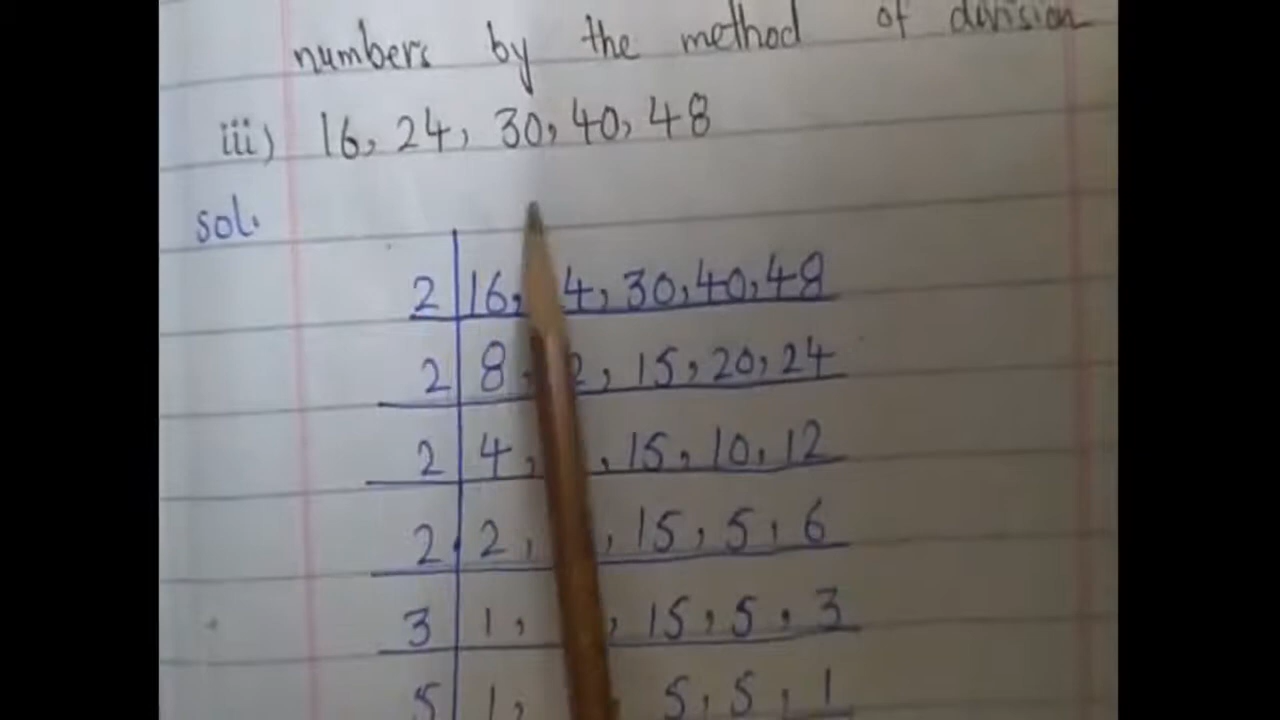 numbers by the method of division
iii) 16, 24, 30, 40, 48
sol.
2 16, 4, 30, 40, 48
2 8, 2, 15, 20, 24
2 4, , 15, 10, 12
2 2, , 15, 5, 6
3 1, , 15, 5, 3
5 1, 5, 5, 1